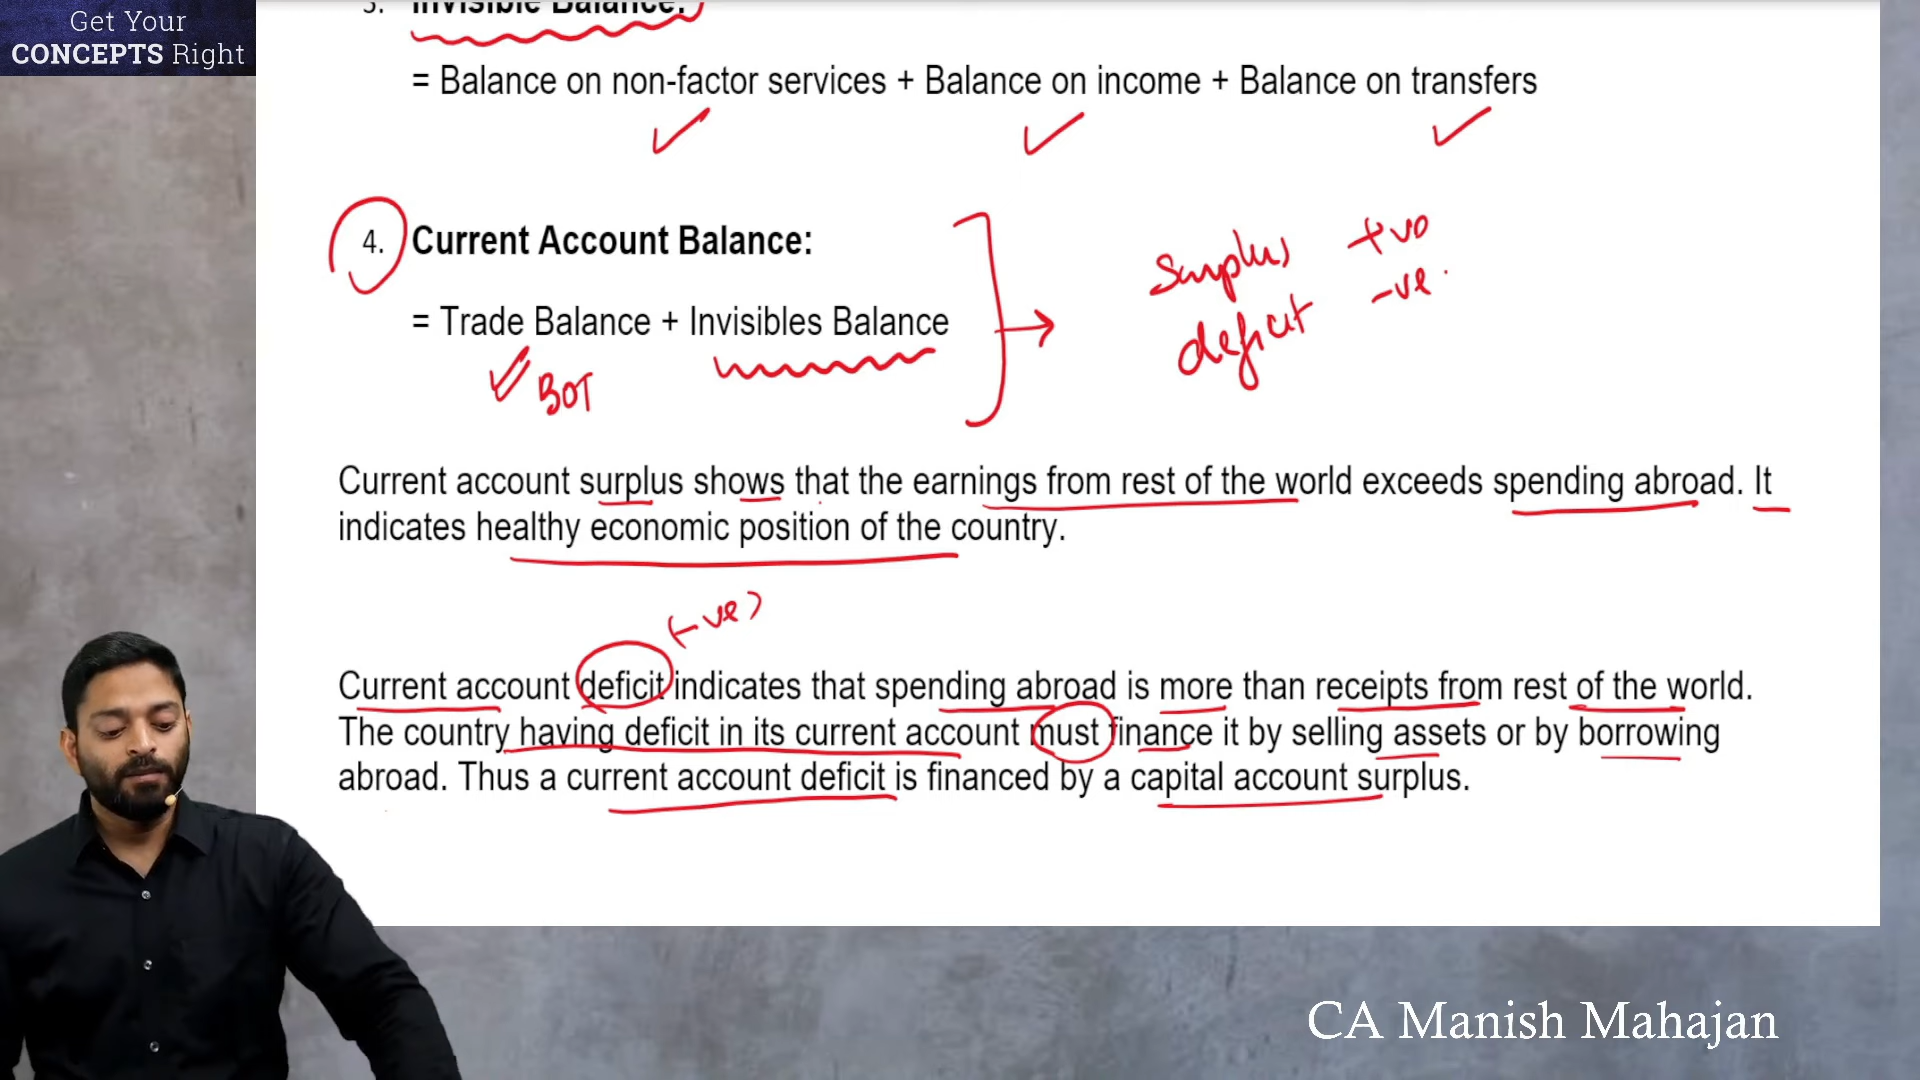 Get Your
CONCEPTS Right
3. Invisible Balance:
= Balance on non-factor services + Balance on income + Balance on transfers
4. Current Account Balance:
Surplus +ve
= Trade Balance + Invisibles Balance
deficit -ve
BOT
Current account surplus shows that the earnings from rest of the world exceeds spending abroad. It
indicates healthy economic position of the country.
(-ve)
Current account deficit indicates that spending abroad is more than receipts from rest of the world.
The country having deficit in its current account must finance it by selling assets or by borrowing
abroad. Thus a current account deficit is financed by a capital account surplus.
CA Manish Mahajan